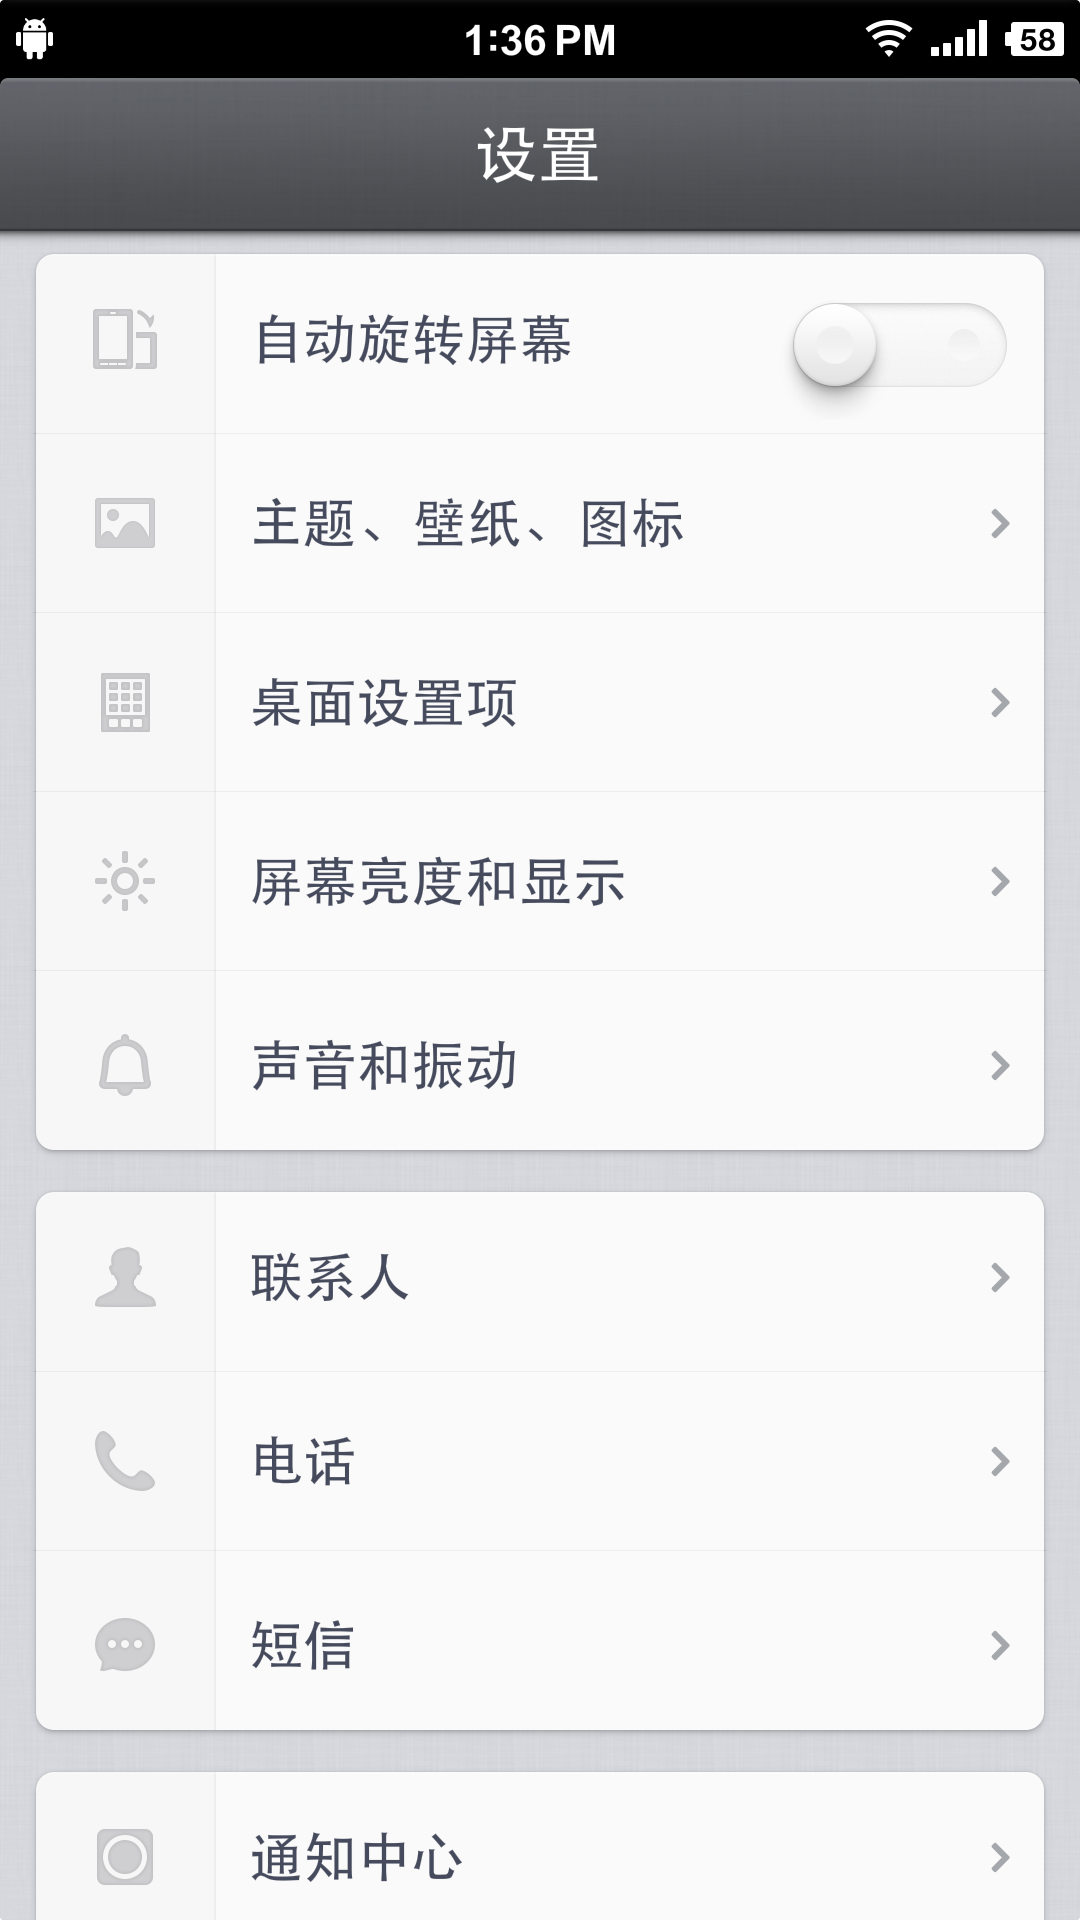 1:36 PM
58
设置
自动旋转屏幕
主题、壁纸、图标
桌面设置项
屏幕亮度和显示
声音和振动
联系人
电话
短信
通知中心